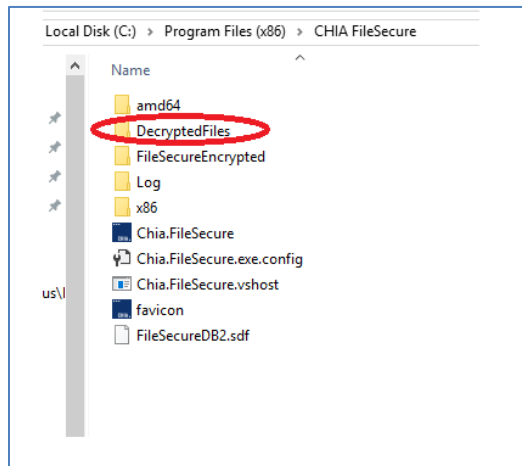 Local Disk (C:) > Program Files (x86) > CHIA FileSecure
Name
amd64
DecryptedFiles
FileSecureEncrypted
Log
x86
Chia.FileSecure
Chia.FileSecure.exe.config
us\l
Chia.FileSecure.vshost
favicon
FileSecureDB2.sdf